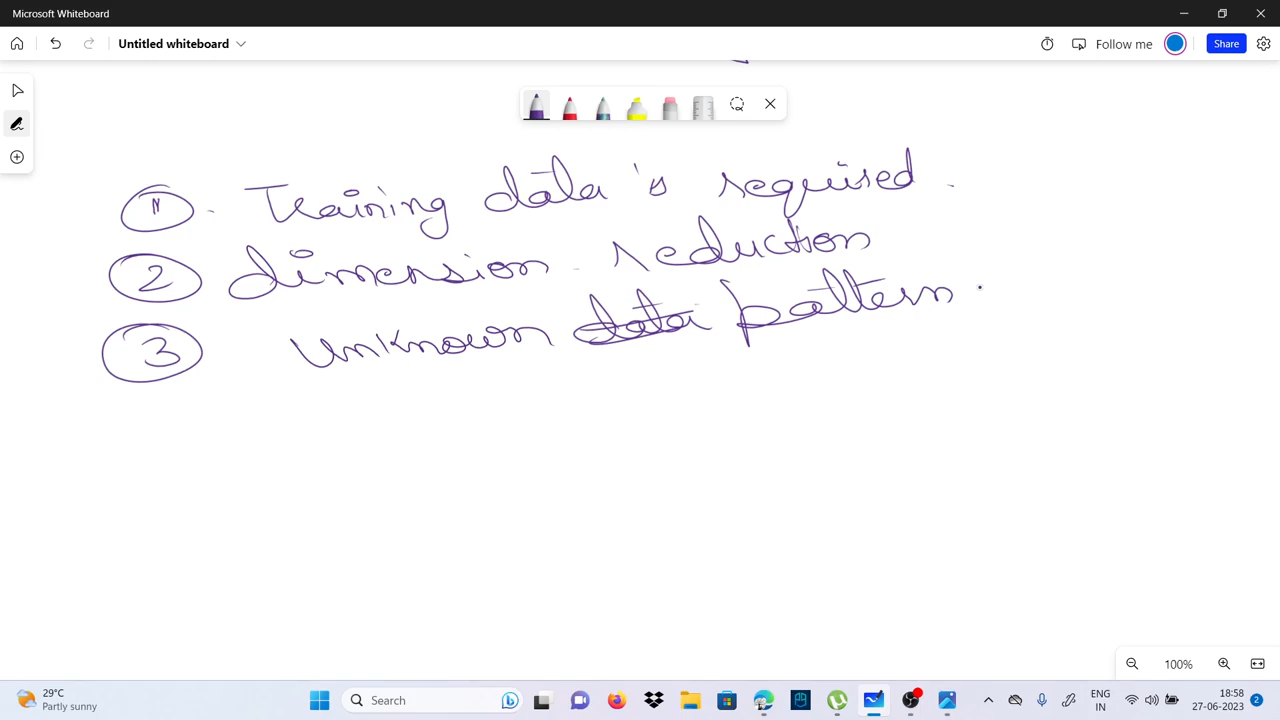 Microsoft Whiteboard
Untitled whiteboard
Follow me
Share
1. Training data is required.
2 dimension reduction
3 unknown data pattern.
100%
29°C
Partly sunny
Search
ENG
IN
18:58
27-06-2023
2